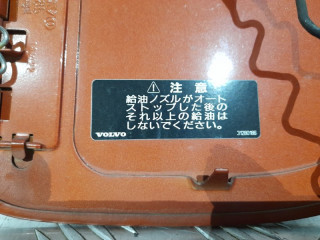 ⚠ 注意
給油ノズルがオート
ストップした後の
それ以上の給油は
しないでください。
VOLVO